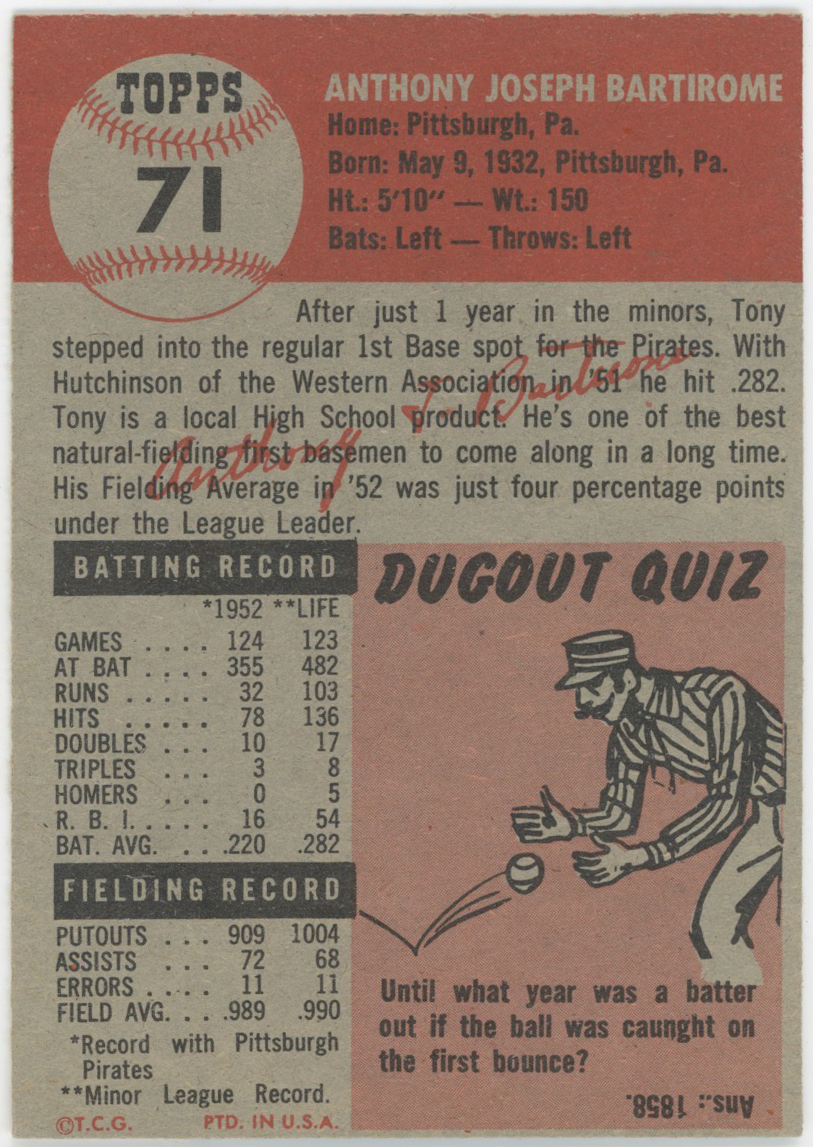 TOPPS
71
ANTHONY JOSEPH BARTIROME
Home: Pittsburgh, Pa.
Born: May 9, 1932, Pittsburgh, Pa.
Ht.: 5'10" — Wt.: 150
Bats: Left — Throws: Left
After just 1 year in the minors, Tony
stepped into the regular 1st Base spot for the Pirates. With
Hutchinson of the Western Association in '51 he hit .282.
Tony is a local High School product. He's one of the best
natural-fielding first basemen to come along in a long time.
His Fielding Average in '52 was just four percentage points
under the League Leader.
Anthony J. Bartirome
BATTING RECORD
*1952 **LIFE
GAMES . . . . 124 123
AT BAT . . . . 355 482
RUNS . . . . . 32 103
HITS . . . . . 78 136
DOUBLES . . . 10 17
TRIPLES . . . 3 8
HOMERS . . . 0 5
R. B. I. . . . . 16 54
BAT. AVG. . . . .220 .282
FIELDING RECORD
PUTOUTS . . . 909 1004
ASSISTS . . . 72 68
ERRORS . . . . 11 11
FIELD AVG. . . .989 .990
*Record with Pittsburgh
Pirates
**Minor League Record.
©T.C.G. PTD. IN U.S.A.
DUGOUT QUIZ
Until what year was a batter
out if the ball was caunght on
the first bounce?
Ans.: 1858.